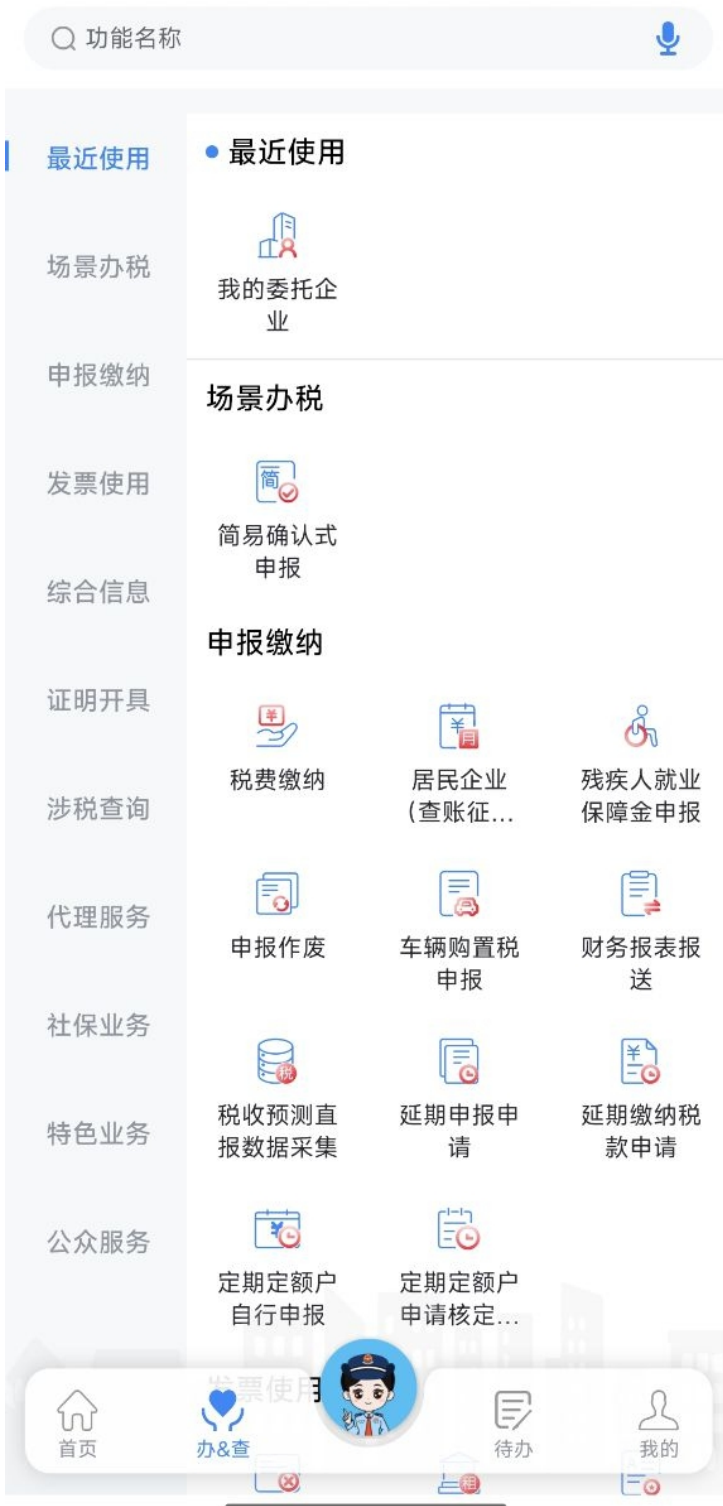 功能名称
最近使用
场景办税
申报缴纳
发票使用
综合信息
证明开具
涉税查询
代理服务
社保业务
特色业务
公众服务
最近使用
我的委托企
业
场景办税
简
简易确认式
申报
申报缴纳
税费缴纳
居民企业
(查账征...
残疾人就业
保障金申报
申报作废
车辆购置税
申报
财务报表报
送
税收预测直
报数据采集
延期申报申
请
延期缴纳税
款申请
定期定额户
自行申报
定期定额户
申请核定...
发票使用
首页
办&查
待办
我的